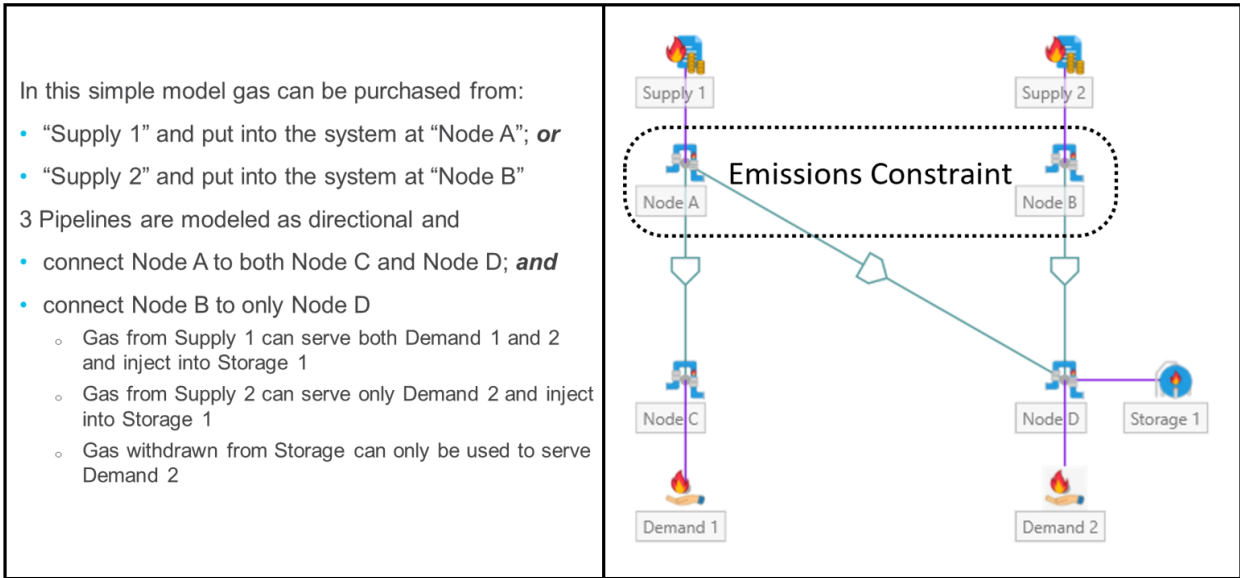 In this simple model gas can be purchased from:
• “Supply 1” and put into the system at “Node A”; or
• “Supply 2” and put into the system at “Node B”
3 Pipelines are modeled as directional and
• connect Node A to both Node C and Node D; and
• connect Node B to only Node D
○ Gas from Supply 1 can serve both Demand 1 and 2
and inject into Storage 1
○ Gas from Supply 2 can serve only Demand 2 and inject
into Storage 1
○ Gas withdrawn from Storage can only be used to serve
Demand 2
Supply 1
Supply 2
Emissions Constraint
Node A
Node B
Node C
Node D
Storage 1
Demand 1
Demand 2